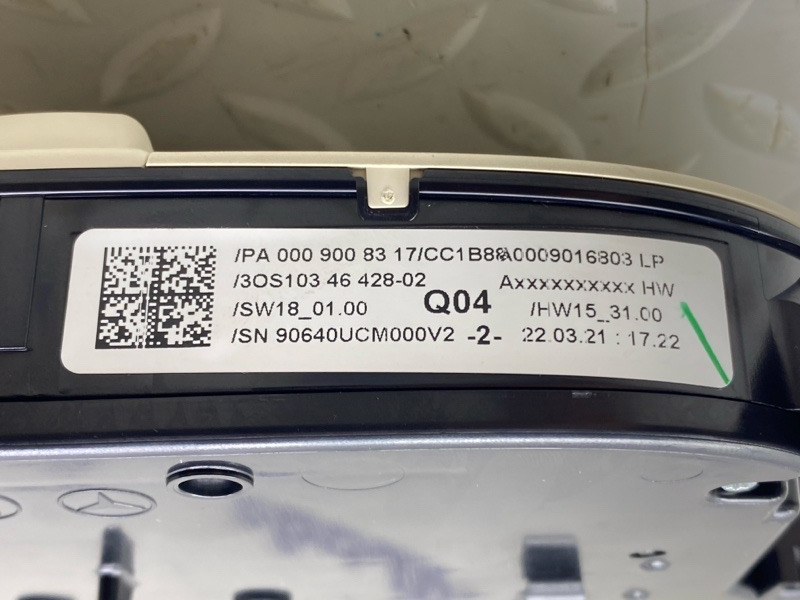 /PA 000 900 83 17/CC1B88A0009016803 LP
/3OS103 46 428-02 Axxxxxxxxxx HW
/SW18_01.00 Q04 /HW15_31.00
/SN 90640UCM000V2 -2- 22.03.21 : 17.22